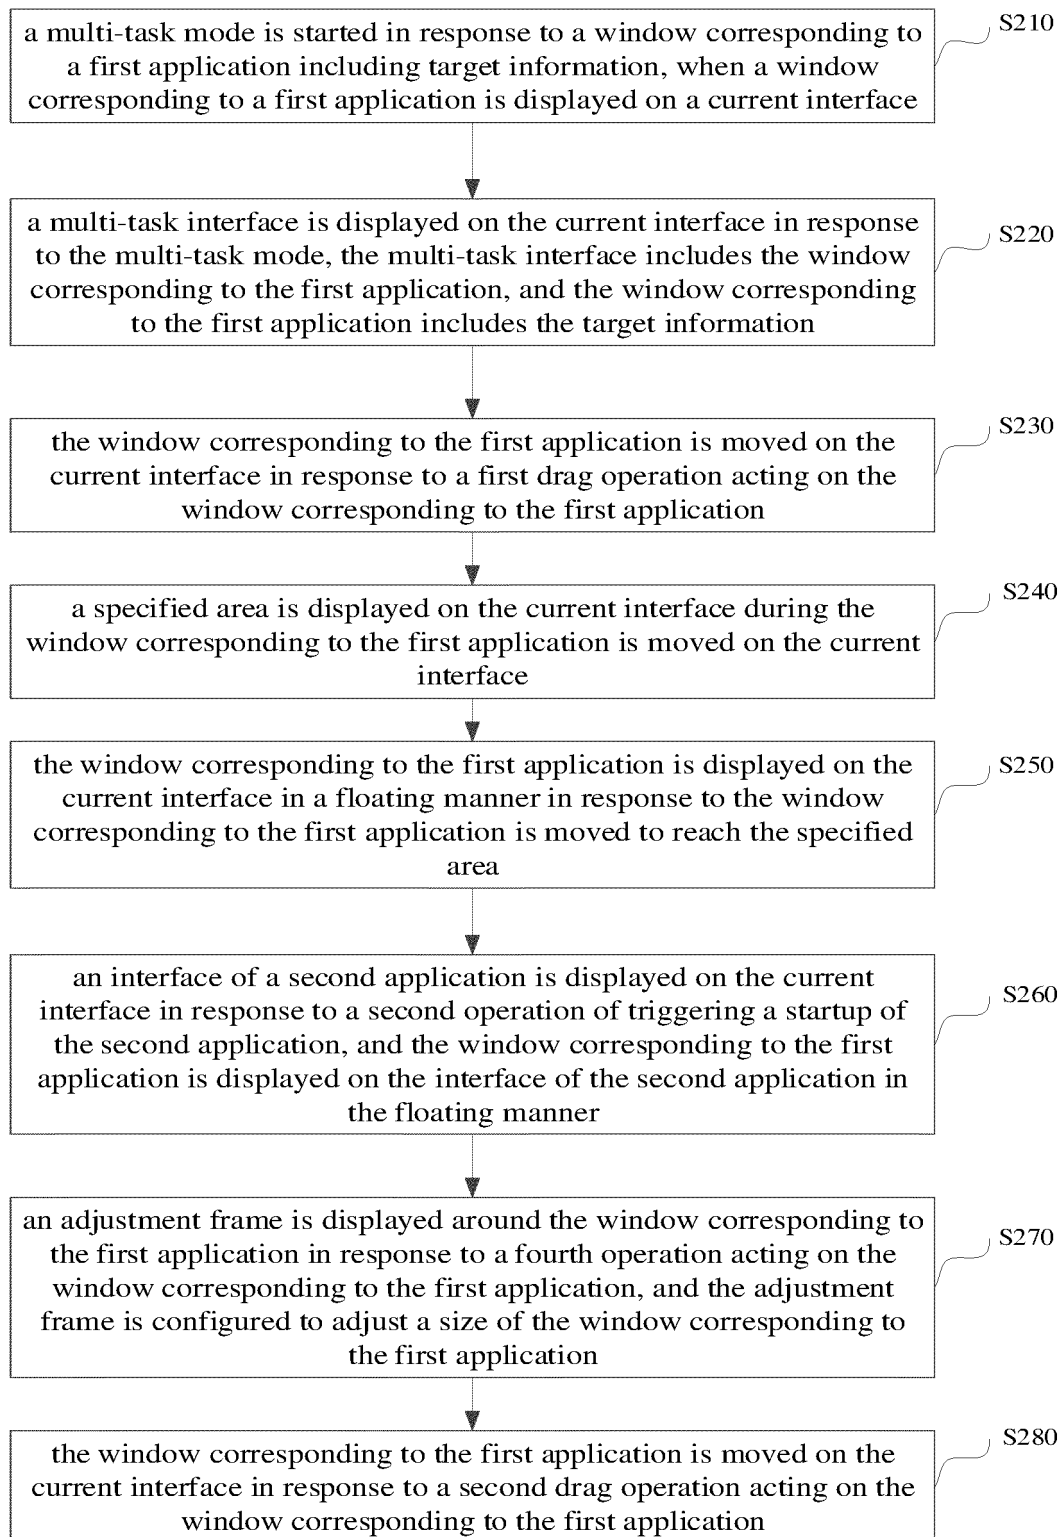 a multi-task mode is started in response to a window corresponding to
a first application including target information, when a window
corresponding to a first application is displayed on a current interface
S210
a multi-task interface is displayed on the current interface in response
to the multi-task mode, the multi-task interface includes the window
corresponding to the first application, and the window corresponding
to the first application includes the target information
S220
the window corresponding to the first application is moved on the
current interface in response to a first drag operation acting on the
window corresponding to the first application
S230
a specified area is displayed on the current interface during the
window corresponding to the first application is moved on the current
interface
S240
the window corresponding to the first application is displayed on the
current interface in a floating manner in response to the window
corresponding to the first application is moved to reach the specified
area
S250
an interface of a second application is displayed on the current
interface in response to a second operation of triggering a startup of
the second application, and the window corresponding to the first
application is displayed on the interface of the second application in
the floating manner
S260
an adjustment frame is displayed around the window corresponding to
the first application in response to a fourth operation acting on the
window corresponding to the first application, and the adjustment
frame is configured to adjust a size of the window corresponding to
the first application
S270
the window corresponding to the first application is moved on the
current interface in response to a second drag operation acting on the
window corresponding to the first application
S280